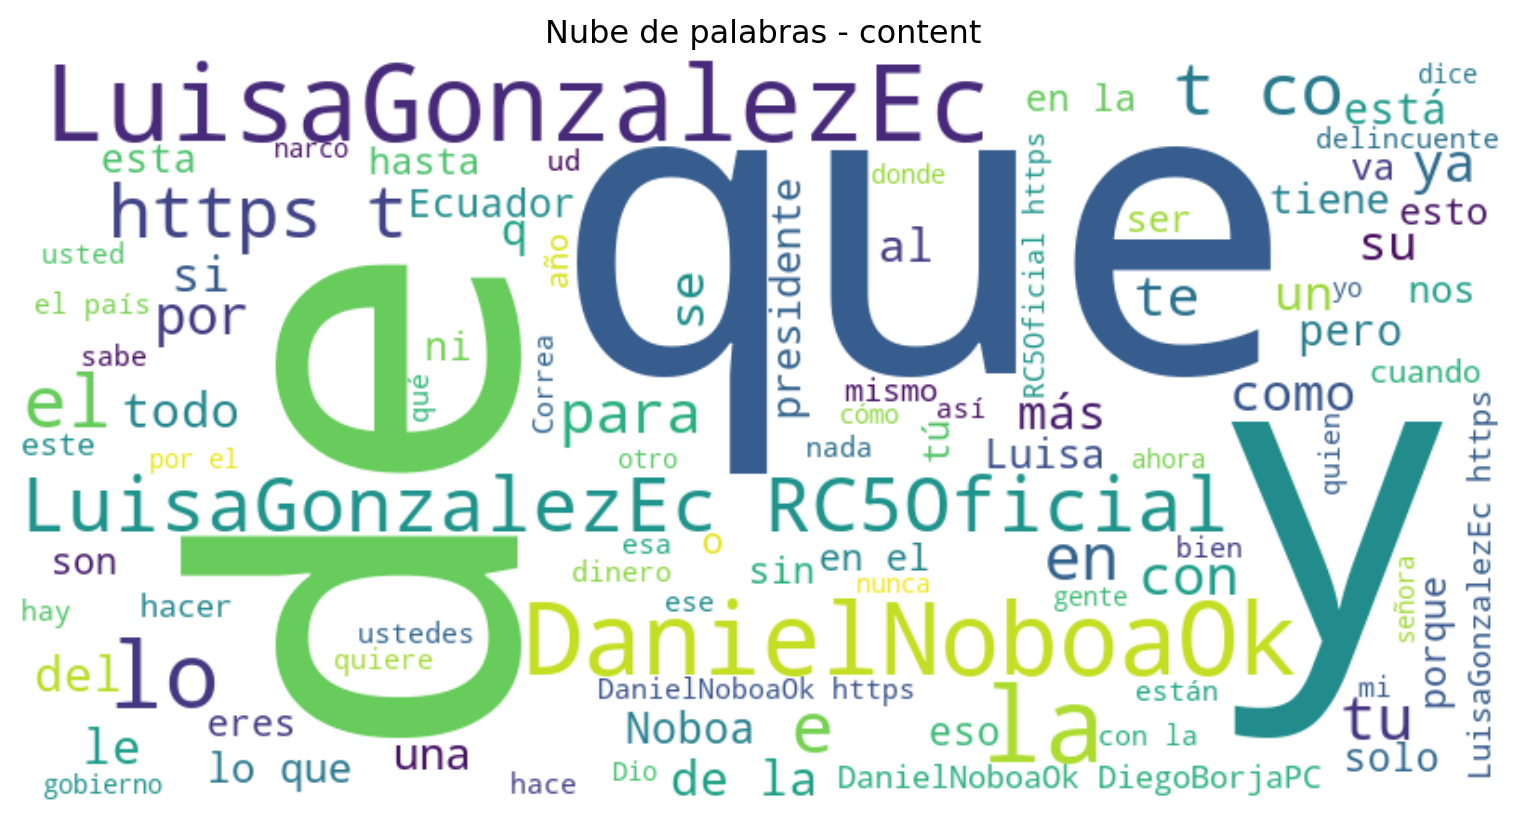 Nube de palabras - content
LuisaGonzalezEc
en la
t co
dice
está
delincuente
esta
narco
hasta
ud
que
donde
RC5Oficial https
va
ya
https t
Ecuador
q
presidente
al
ser
tiene
esto
su
usted
si
año
se
te
un
yo
nos
el país
por
de
ni
qué
Correa
pero
sabe
mismo
como
cuando
el
todo
para
cómo
así
más
y
este
por el
otro
nada
tú
Luisa
ahora
quien
LuisaGonzalezEc https
LuisaGonzalezEc RC5Oficial
son
esa
o
en el
en
bien
dinero
sin
nunca
con
hay
hacer
ese
gente
señora
porque
ustedes
quiere
DanielNoboaOk
del
lo
DanielNoboaOk https
la
están
mi
tu
eres
Noboa
e
eso
con la
le
lo que
una
solo
gobierno
hace
Dio
de la
DanielNoboaOk DiegoBorjaPC